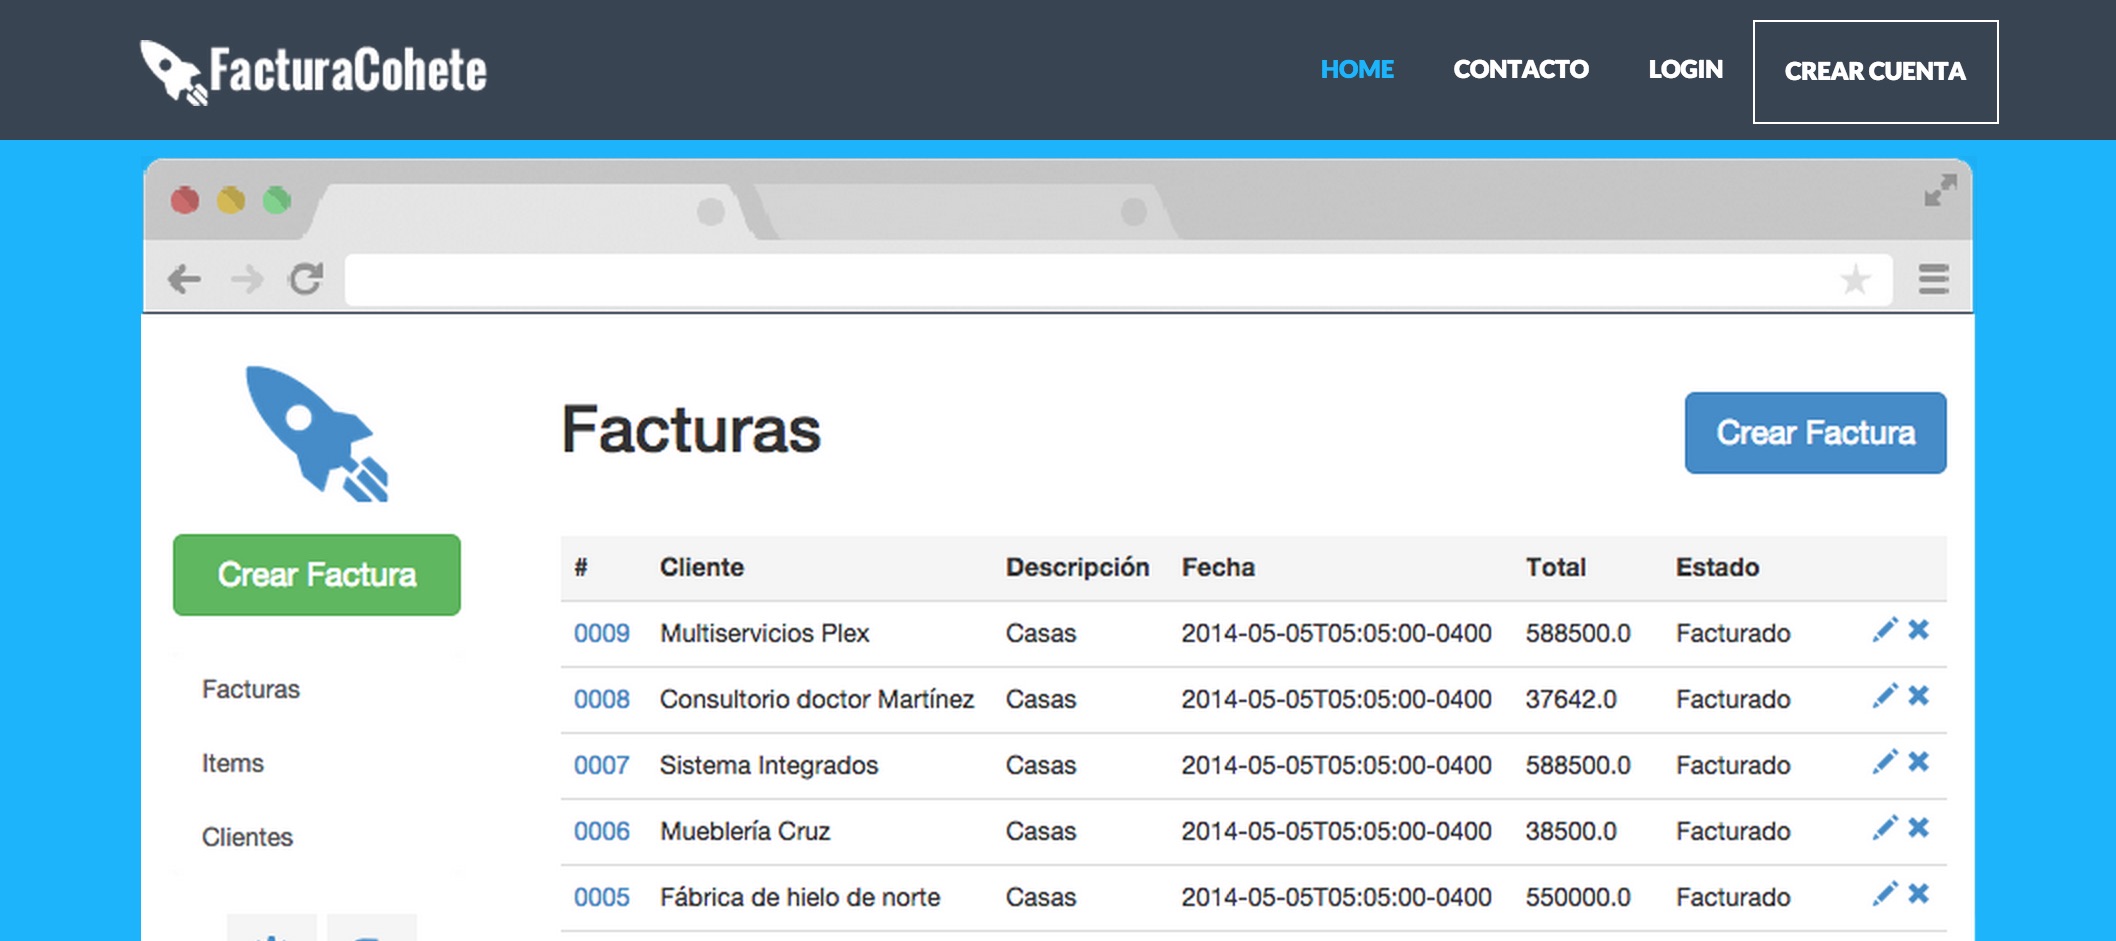 FacturaCohete
HOME CONTACTO LOGIN CREAR CUENTA
Facturas
Crear Factura
Crear Factura
Facturas
Items
Clientes
# Cliente Descripción Fecha Total Estado
0009 Multiservicios Plex Casas 2014-05-05T05:05:00-0400 588500.0 Facturado
0008 Consultorio doctor Martínez Casas 2014-05-05T05:05:00-0400 37642.0 Facturado
0007 Sistema Integrados Casas 2014-05-05T05:05:00-0400 588500.0 Facturado
0006 Mueblería Cruz Casas 2014-05-05T05:05:00-0400 38500.0 Facturado
0005 Fábrica de hielo de norte Casas 2014-05-05T05:05:00-0400 550000.0 Facturado